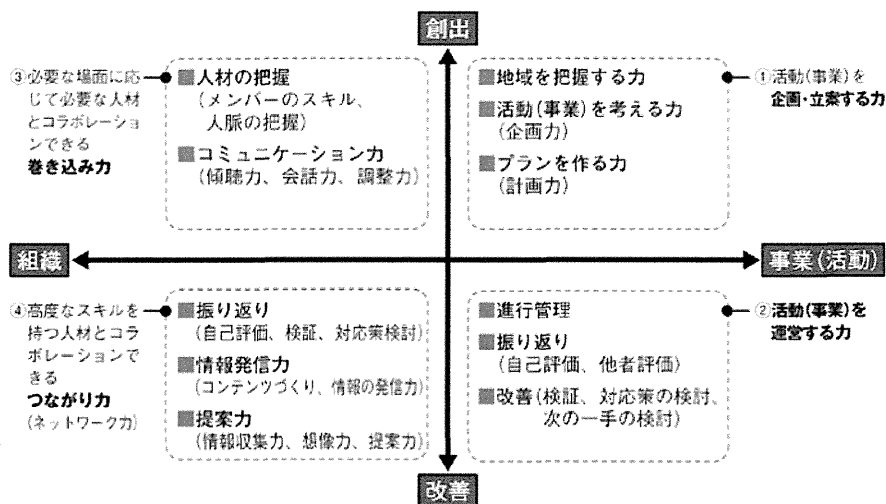 創出
③必要な場面に応
じて必要な人材
とコラボレーショ
ンできる
巻き込み力
■人材の把握
(メンバーのスキル、
人脈の把握)
■コミュニケーション力
(傾聴力、会話力、調整力)
■地域を把握する力
■活動(事業)を考える力
(企画力)
■プランを作る力
(計画力)
①活動(事業)を
企画・立案する力
組織
事業(活動)
④高度なスキルを
持つ人材とコラ
ボレーションで
きる
つながり力
(ネットワーク力)
■振り返り
(自己評価、検証、対応策検討)
■情報発信力
(コンテンツづくり、情報の発信力)
■提案力
(情報収集力、想像力、提案力)
■進行管理
■振り返り
(自己評価、他者評価)
■改善(検証、対応策の検討、
次の一手の検討)
②活動(事業)を
運営する力
改善